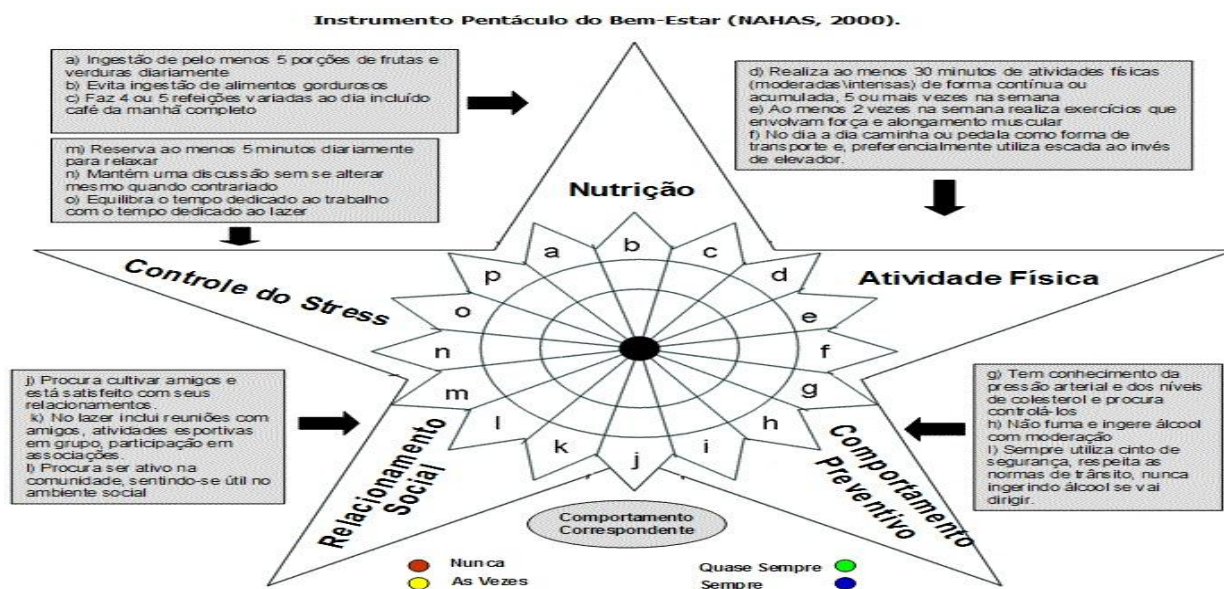 Instrumento Pentáculo do Bem-Estar (NAHAS, 2000).
a) Ingestão de pelo menos 5 porções de frutas e
verduras diariamente
b) Evita ingestão de alimentos gordurosos
c) Faz 4 ou 5 refeições variadas ao dia incluído
café da manhã completo
d) Realiza ao menos 30 minutos de atividades físicas
(moderadas\intensas) de forma contínua ou
acumulada, 5 ou mais vezes na semana
e) Ao menos 2 vezes na semana realiza exercícios que
envolvam força e alongamento muscular
f) No dia a dia caminha ou pedala como forma de
transporte e, preferencialmente utiliza escada ao invés
de elevador.
m) Reserva ao menos 5 minutos diariamente
para relaxar
n) Mantém uma discussão sem se alterar
mesmo quando contrariado
o) Equilibra o tempo dedicado ao trabalho
com o tempo dedicado ao lazer
Nutrição
Controle do Stress
Atividade Física
a
b
c
d
e
f
g
h
i
j
k
l
m
n
o
p
j) Procura cultivar amigos e
está satisfeito com seus
relacionamentos.
k) No lazer inclui reuniões com
amigos, atividades esportivas
em grupo, participação em
associações.
l) Procura ser ativo na
comunidade, sentindo-se útil no
ambiente social
g) Tem conhecimento da
pressão arterial e dos níveis
de colesterol e procura
controlá-los
h) Não fuma e ingere álcool
com moderação
I) Sempre utiliza cinto de
segurança, respeita as
normas de trânsito, nunca
ingerindo álcool se vai
dirigir.
Relacionamento
Social
Comportamento
Preventivo
Comportamento
Correspondente
Nunca
As Vezes
Quase Sempre
Sempre